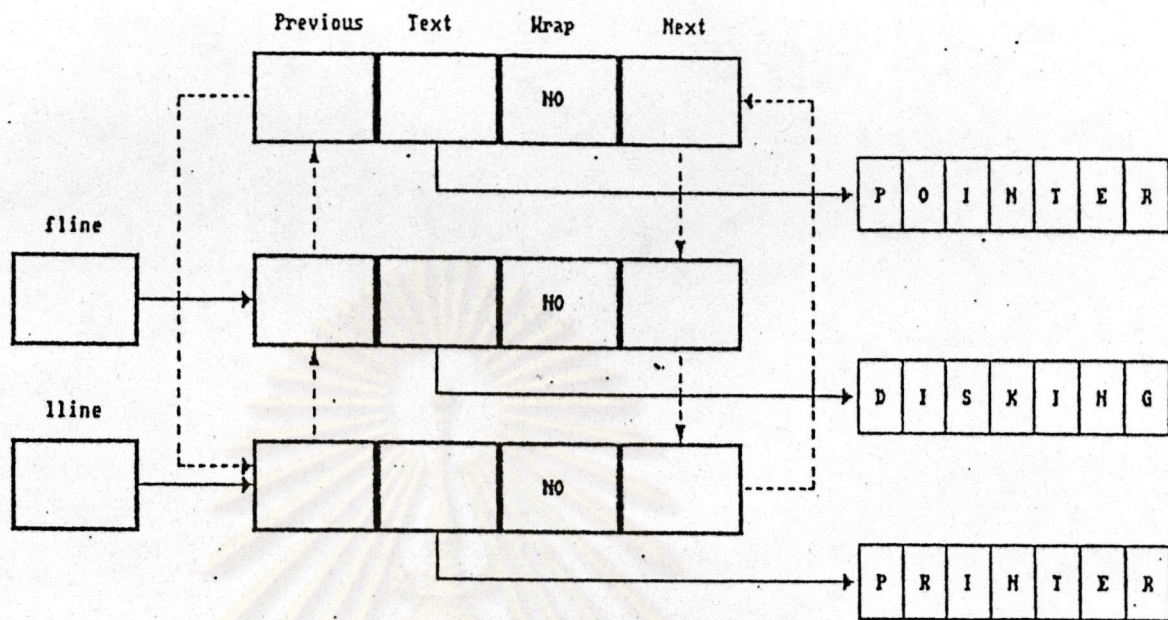 Previous Text Wrap Next
NO
P O I N T E R
fline
NO
D I S K I N G
lline
NO
P R I N T E R